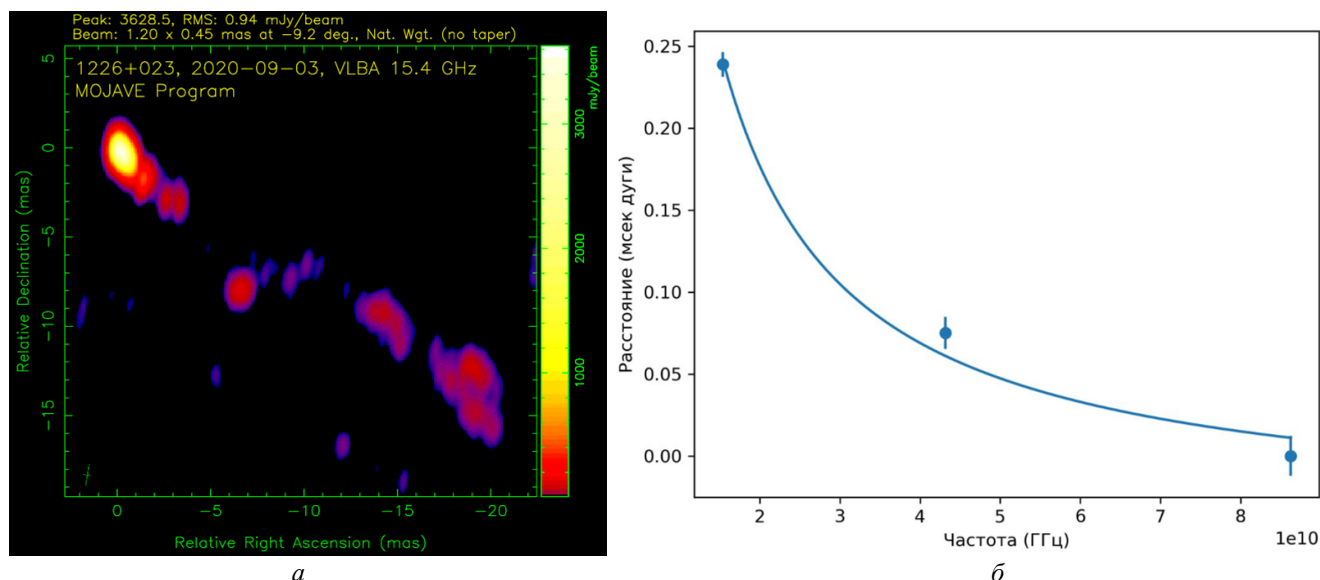 Peak: 3628.5, RMS: 0.94 mJy/beam
Beam: 1.20 x 0.45 mas at −9.2 deg., Nat. Wgt. (no taper)
1226+023, 2020−09−03, VLBA 15.4 GHz
MOJAVE Program
5
0
−5
−10
−15
Relative Declination (mas)
0
−5
−10
−15
−20
Relative Right Ascension (mas)
mJy/beam
3000
2000
1000
а
0.25
0.20
0.15
0.10
0.05
0.00
Расстояние (мсек дуги)
2
3
4
5
6
7
8
1e10
Частота (ГГц)
б